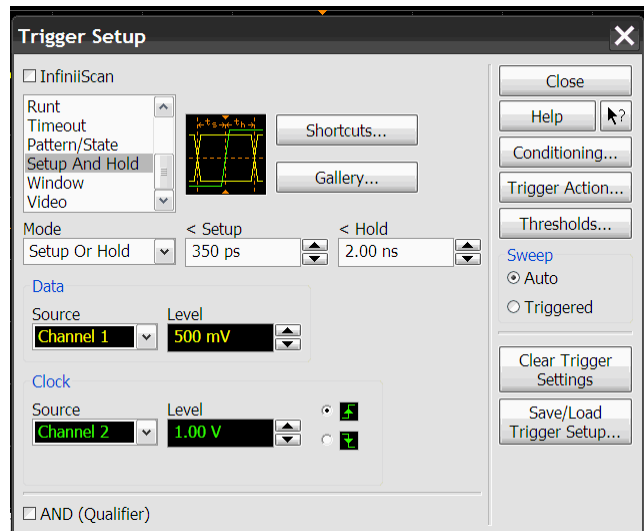 Trigger Setup
InfiniiScan
Runt
Timeout
Pattern/State
Setup And Hold
Window
Video
ts th
Shortcuts...
Gallery...
Close
Help ?
Conditioning...
Trigger Action...
Thresholds...
Mode < Setup < Hold
Setup Or Hold 350 ps 2.00 ns
Sweep
Auto
Triggered
Data
Source Level
Channel 1 500 mV
Clear Trigger
Settings
Save/Load
Trigger Setup...
Clock
Source Level
Channel 2 1.00 V
AND (Qualifier)